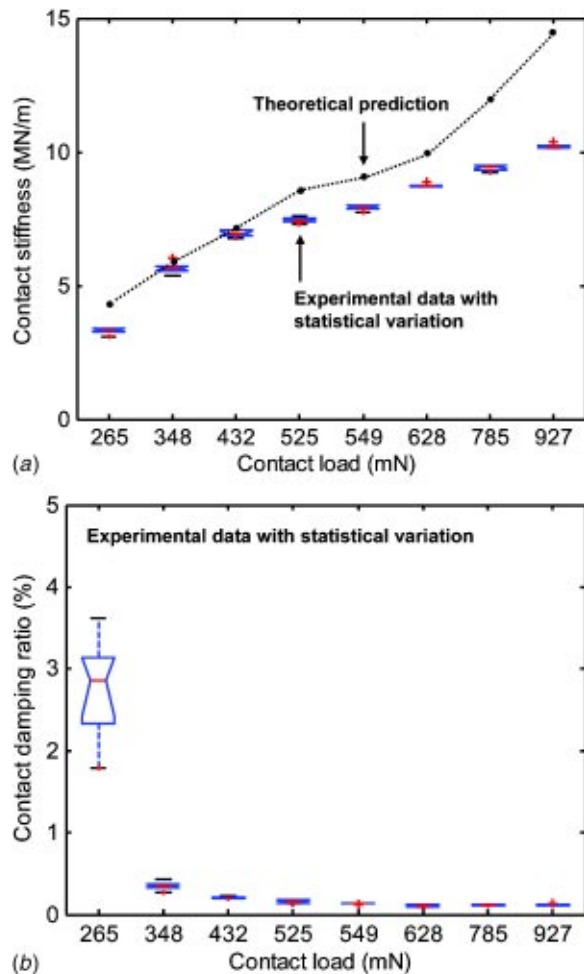 15
10
5
0
Contact stiffness (MN/m)
Theoretical prediction
Experimental data with
statistical variation
265 348 432 525 549 628 785 927
(a)
Contact load (mN)
5
4
3
2
1
0
Contact damping ratio (%)
Experimental data with statistical variation
265 348 432 525 549 628 785 927
(b)
Contact load (mN)